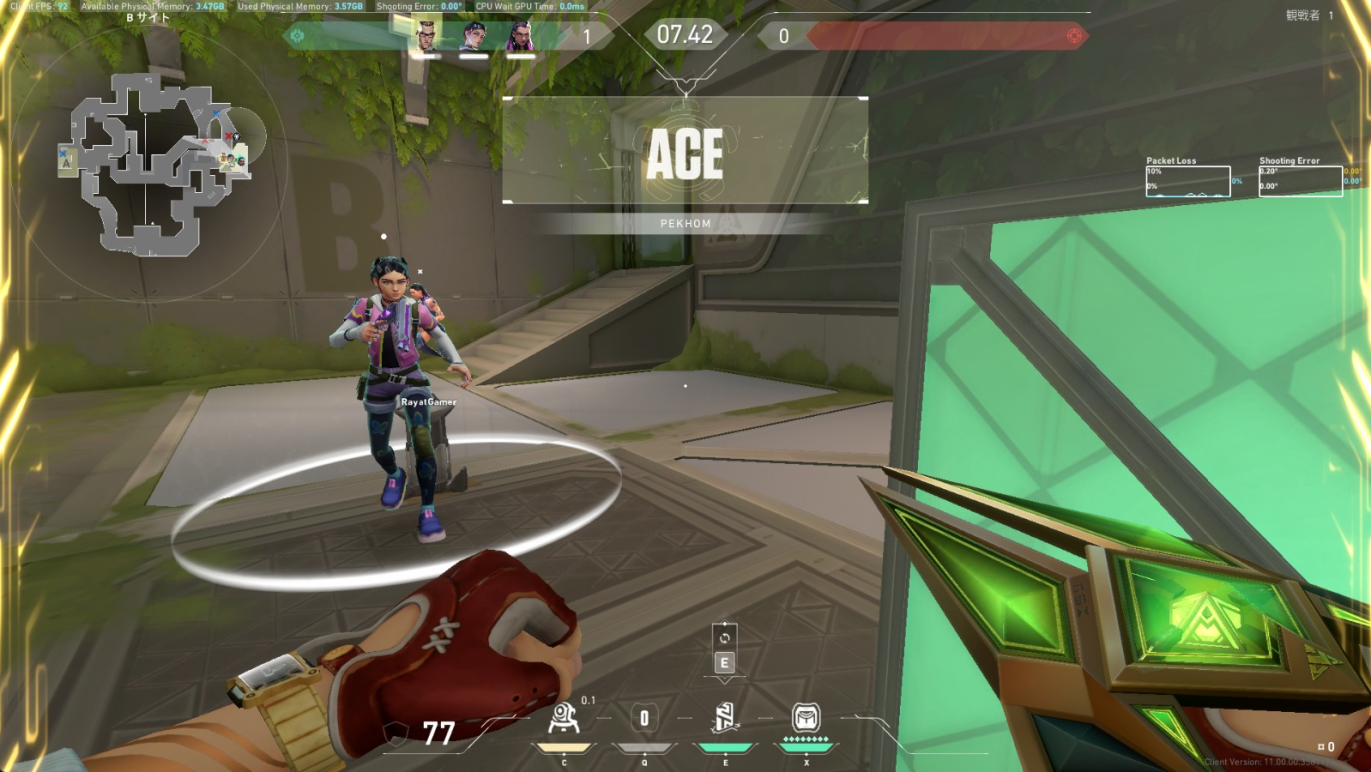 Client FPS: 92 Available Physical Memory: 3.47GB Used Physical Memory: 3.57GB Shooting Error: 0.00° CPU Wait GPU Time: 0.0ms
B サイト
観戦者 1
1 07.42 0
ACE
PEKHOM
Packet Loss
10%
0%
0%
Shooting Error
0.20°
0.00°
0.00°
0.00°
A
B
RayatGamer
E
77
0.1
0
C Q E X
¤ 0